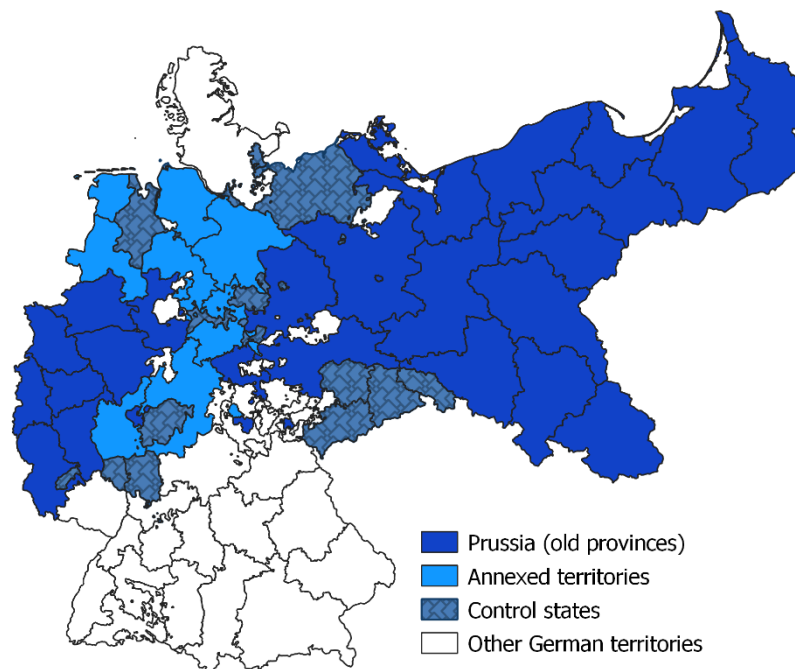 Prussia (old provinces)
Annexed territories
Control states
Other German territories